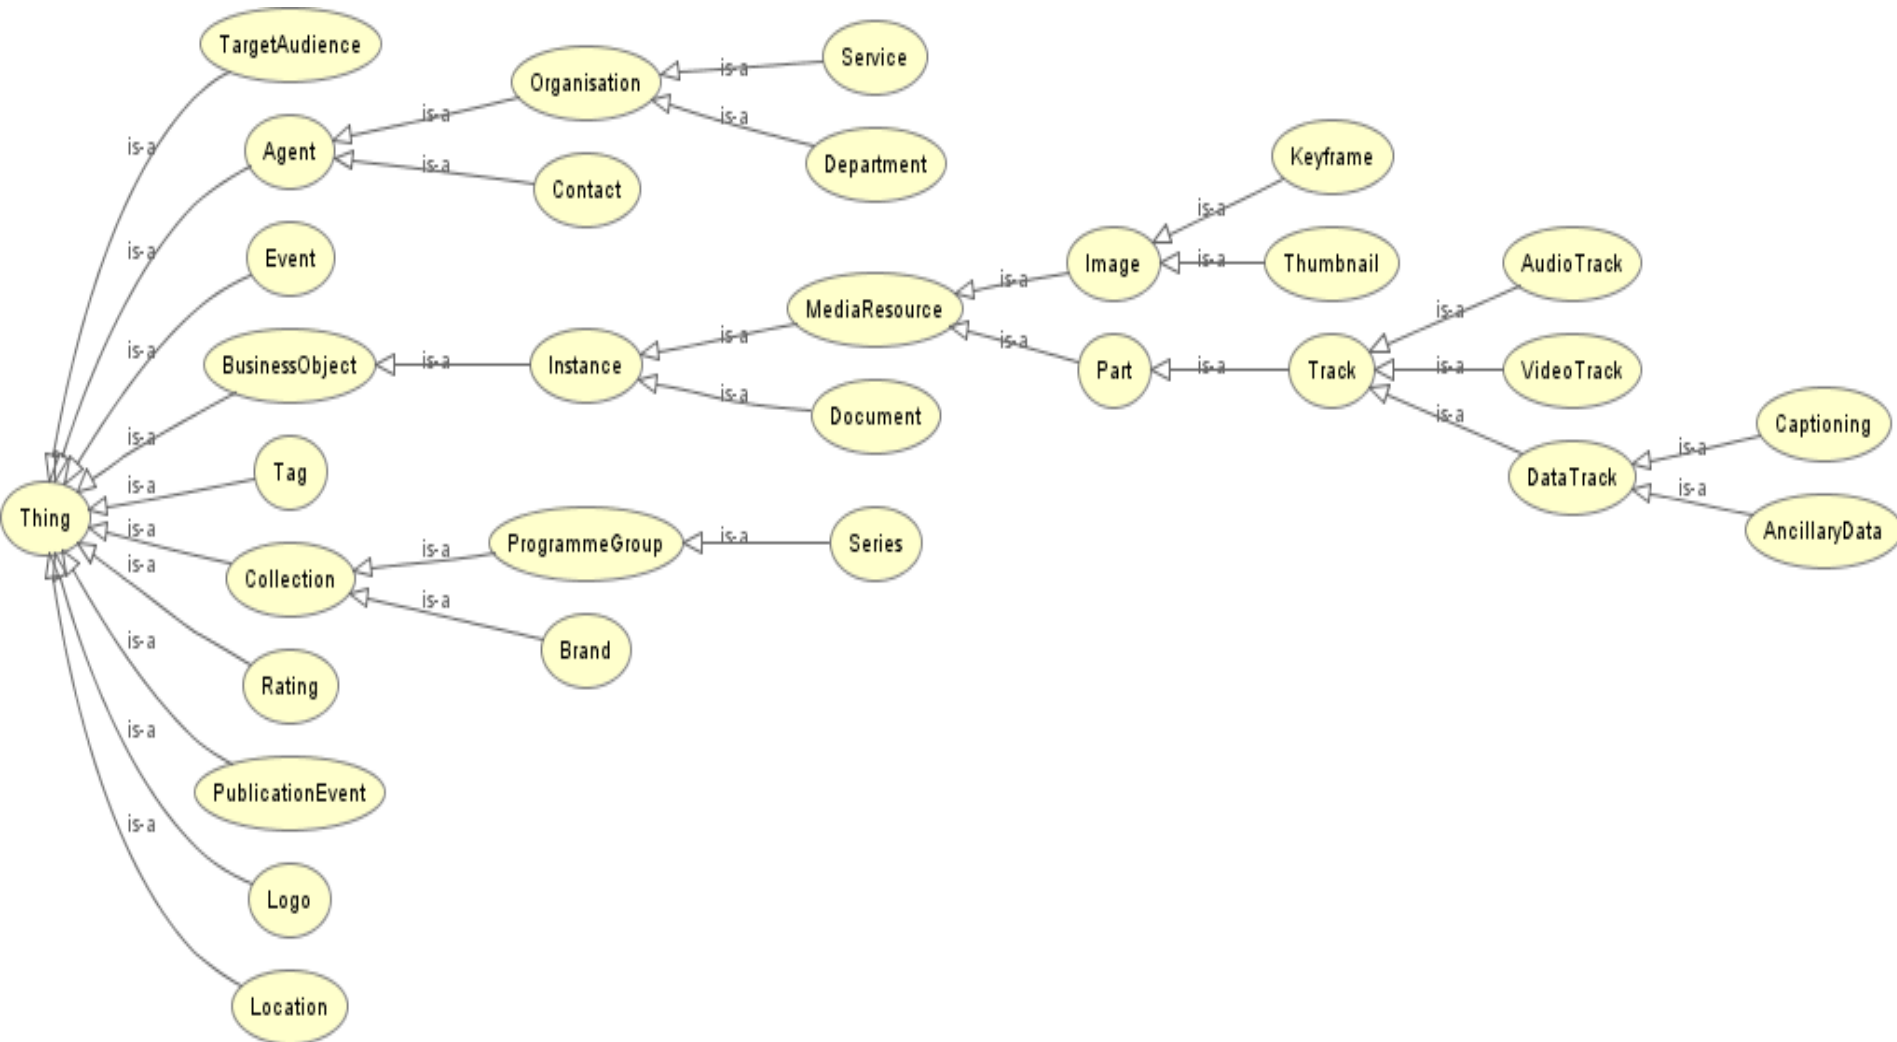 TargetAudience
Service
Organisation
is-a
is-a
is-a
is-a
Agent
Department
is-a
Contact
Keyframe
is-a
is-a
Event
Image
is-a
Thumbnail
AudioTrack
is-a
MediaResource
is-a
is-a
is-a
is-a
BusinessObject
is-a
Instance
Part
is-a
Track
is-a
VideoTrack
is-a
Document
is-a
Captioning
is-a
is-a
Tag
DataTrack
is-a
is-a
Thing
is-a
AncillaryData
is-a
ProgrammeGroup
is-a
Series
is-a
Collection
is-a
is-a
Brand
Rating
is-a
PublicationEvent
is-a
Logo
Location